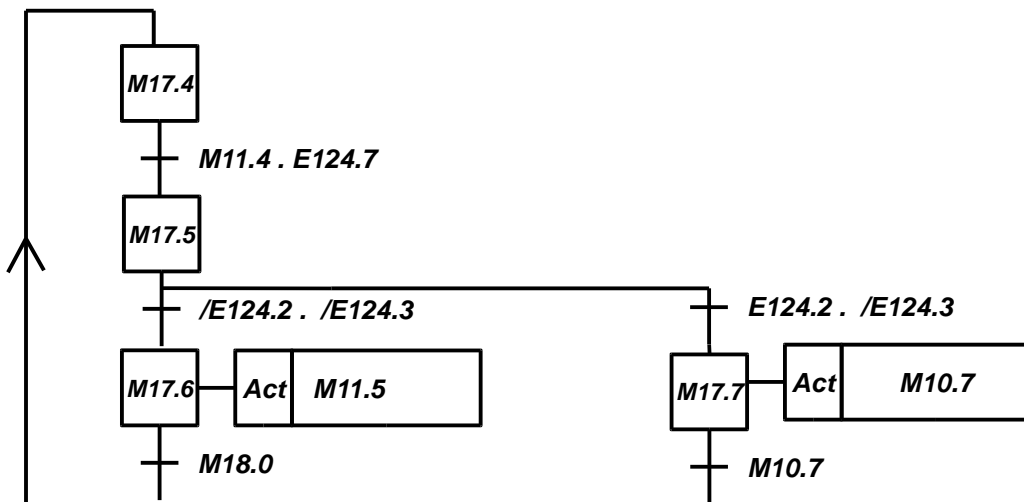 M17.4
M11.4 . E124.7
M17.5
/E124.2 . /E124.3
E124.2 . /E124.3
M17.6
Act
M11.5
M17.7
Act
M10.7
M18.0
M10.7